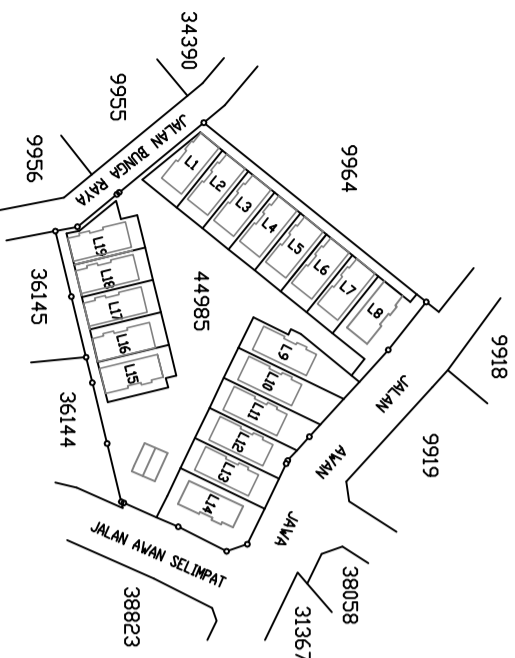 34390
9955
9956
JALAN BUNGA RAYA
9964
L1
L2
L3
L4
L5
L6
L7
L8
L19
L18
L17
L16
L15
44985
36145
36144
L9
L10
L11
L12
L13
L14
JALAN AWAN JAWA
9918
9919
JALAN AWAN SELIMPAT
38823
38058
31367